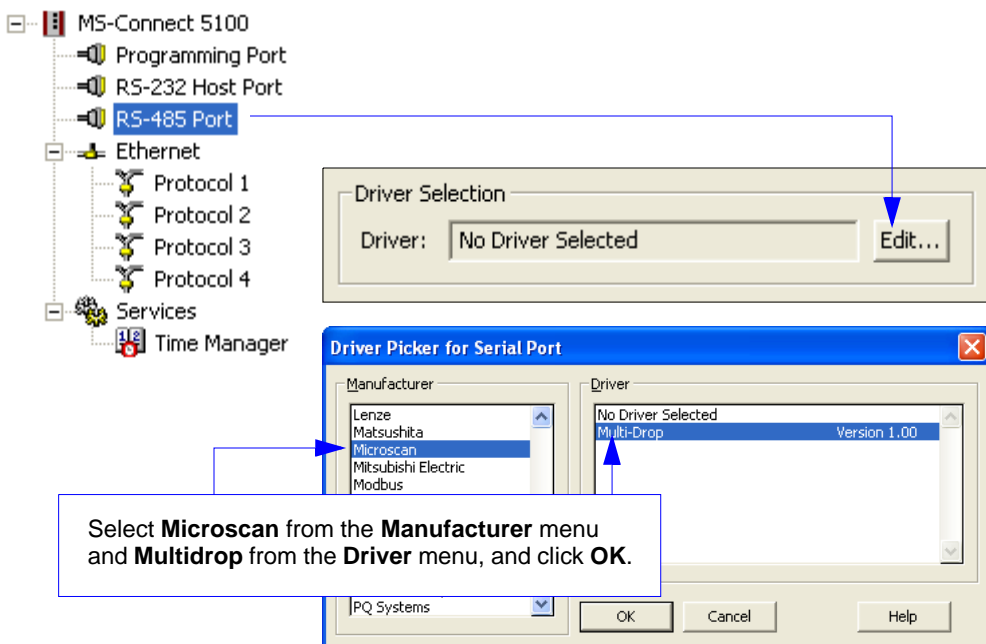 MS-Connect 5100
Programming Port
RS-232 Host Port
RS-485 Port
Ethernet
Protocol 1
Protocol 2
Protocol 3
Protocol 4
Services
Time Manager
Driver Selection
Driver: No Driver Selected Edit...
Driver Picker for Serial Port
Manufacturer
Lenze
Matsushita
Microscan
Mitsubishi Electric
Modbus
PQ Systems
Driver
No Driver Selected
Multi-Drop Version 1.00
Select Microscan from the Manufacturer menu
and Multidrop from the Driver menu, and click OK.
OK Cancel Help